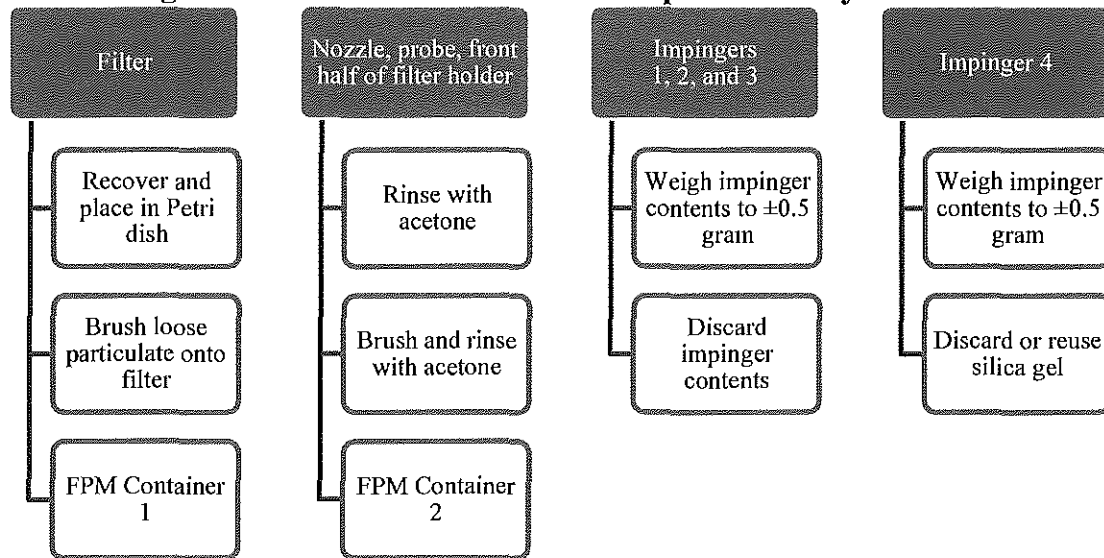 Filter
Recover and
place in Petri
dish
Brush loose
particulate onto
filter
FPM Container
1
Nozzle, probe, front
half of filter holder
Rinse with
acetone
Brush and rinse
with acetone
FPM Container
2
Impingers
1, 2, and 3
Weigh impinger
contents to ±0.5
gram
Discard
impinger
contents
Impinger 4
Weigh impinger
contents to ±0.5
gram
Discard or reuse
silica gel